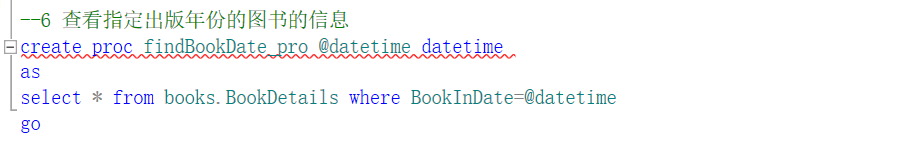 --6 查看指定出版年份的图书的信息
create proc findBookDate_pro @datetime datetime
as
select * from books.BookDetails where BookInDate=@datetime
go